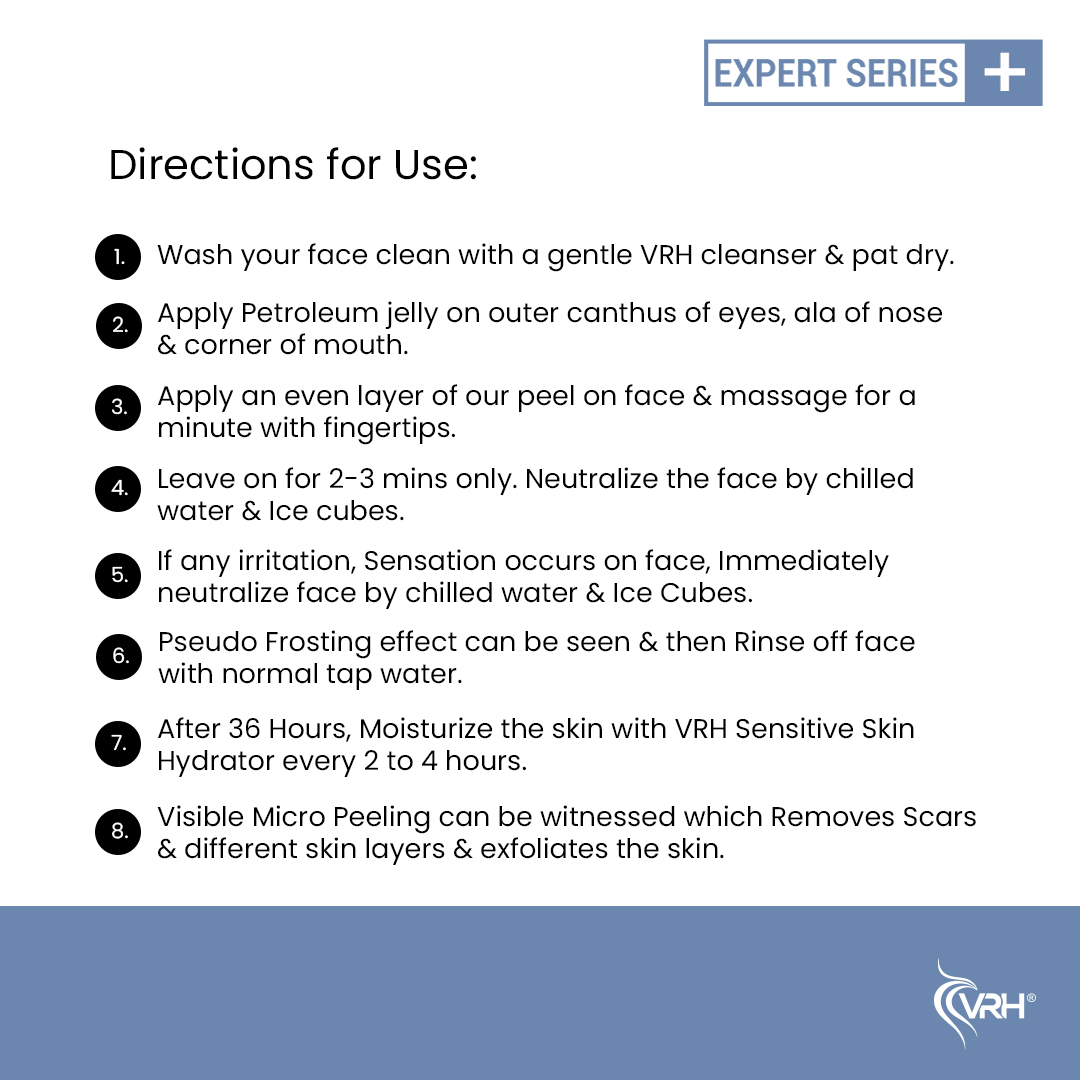 EXPERT SERIES +
Directions for Use:
1. Wash your face clean with a gentle VRH cleanser & pat dry.
2. Apply Petroleum jelly on outer canthus of eyes, ala of nose
& corner of mouth.
3. Apply an even layer of our peel on face & massage for a
minute with fingertips.
4. Leave on for 2-3 mins only. Neutralize the face by chilled
water & Ice cubes.
5. If any irritation, Sensation occurs on face, Immediately
neutralize face by chilled water & Ice Cubes.
6. Pseudo Frosting effect can be seen & then Rinse off face
with normal tap water.
7. After 36 Hours, Moisturize the skin with VRH Sensitive Skin
Hydrator every 2 to 4 hours.
8. Visible Micro Peeling can be witnessed which Removes Scars
& different skin layers & exfoliates the skin.
VRH®